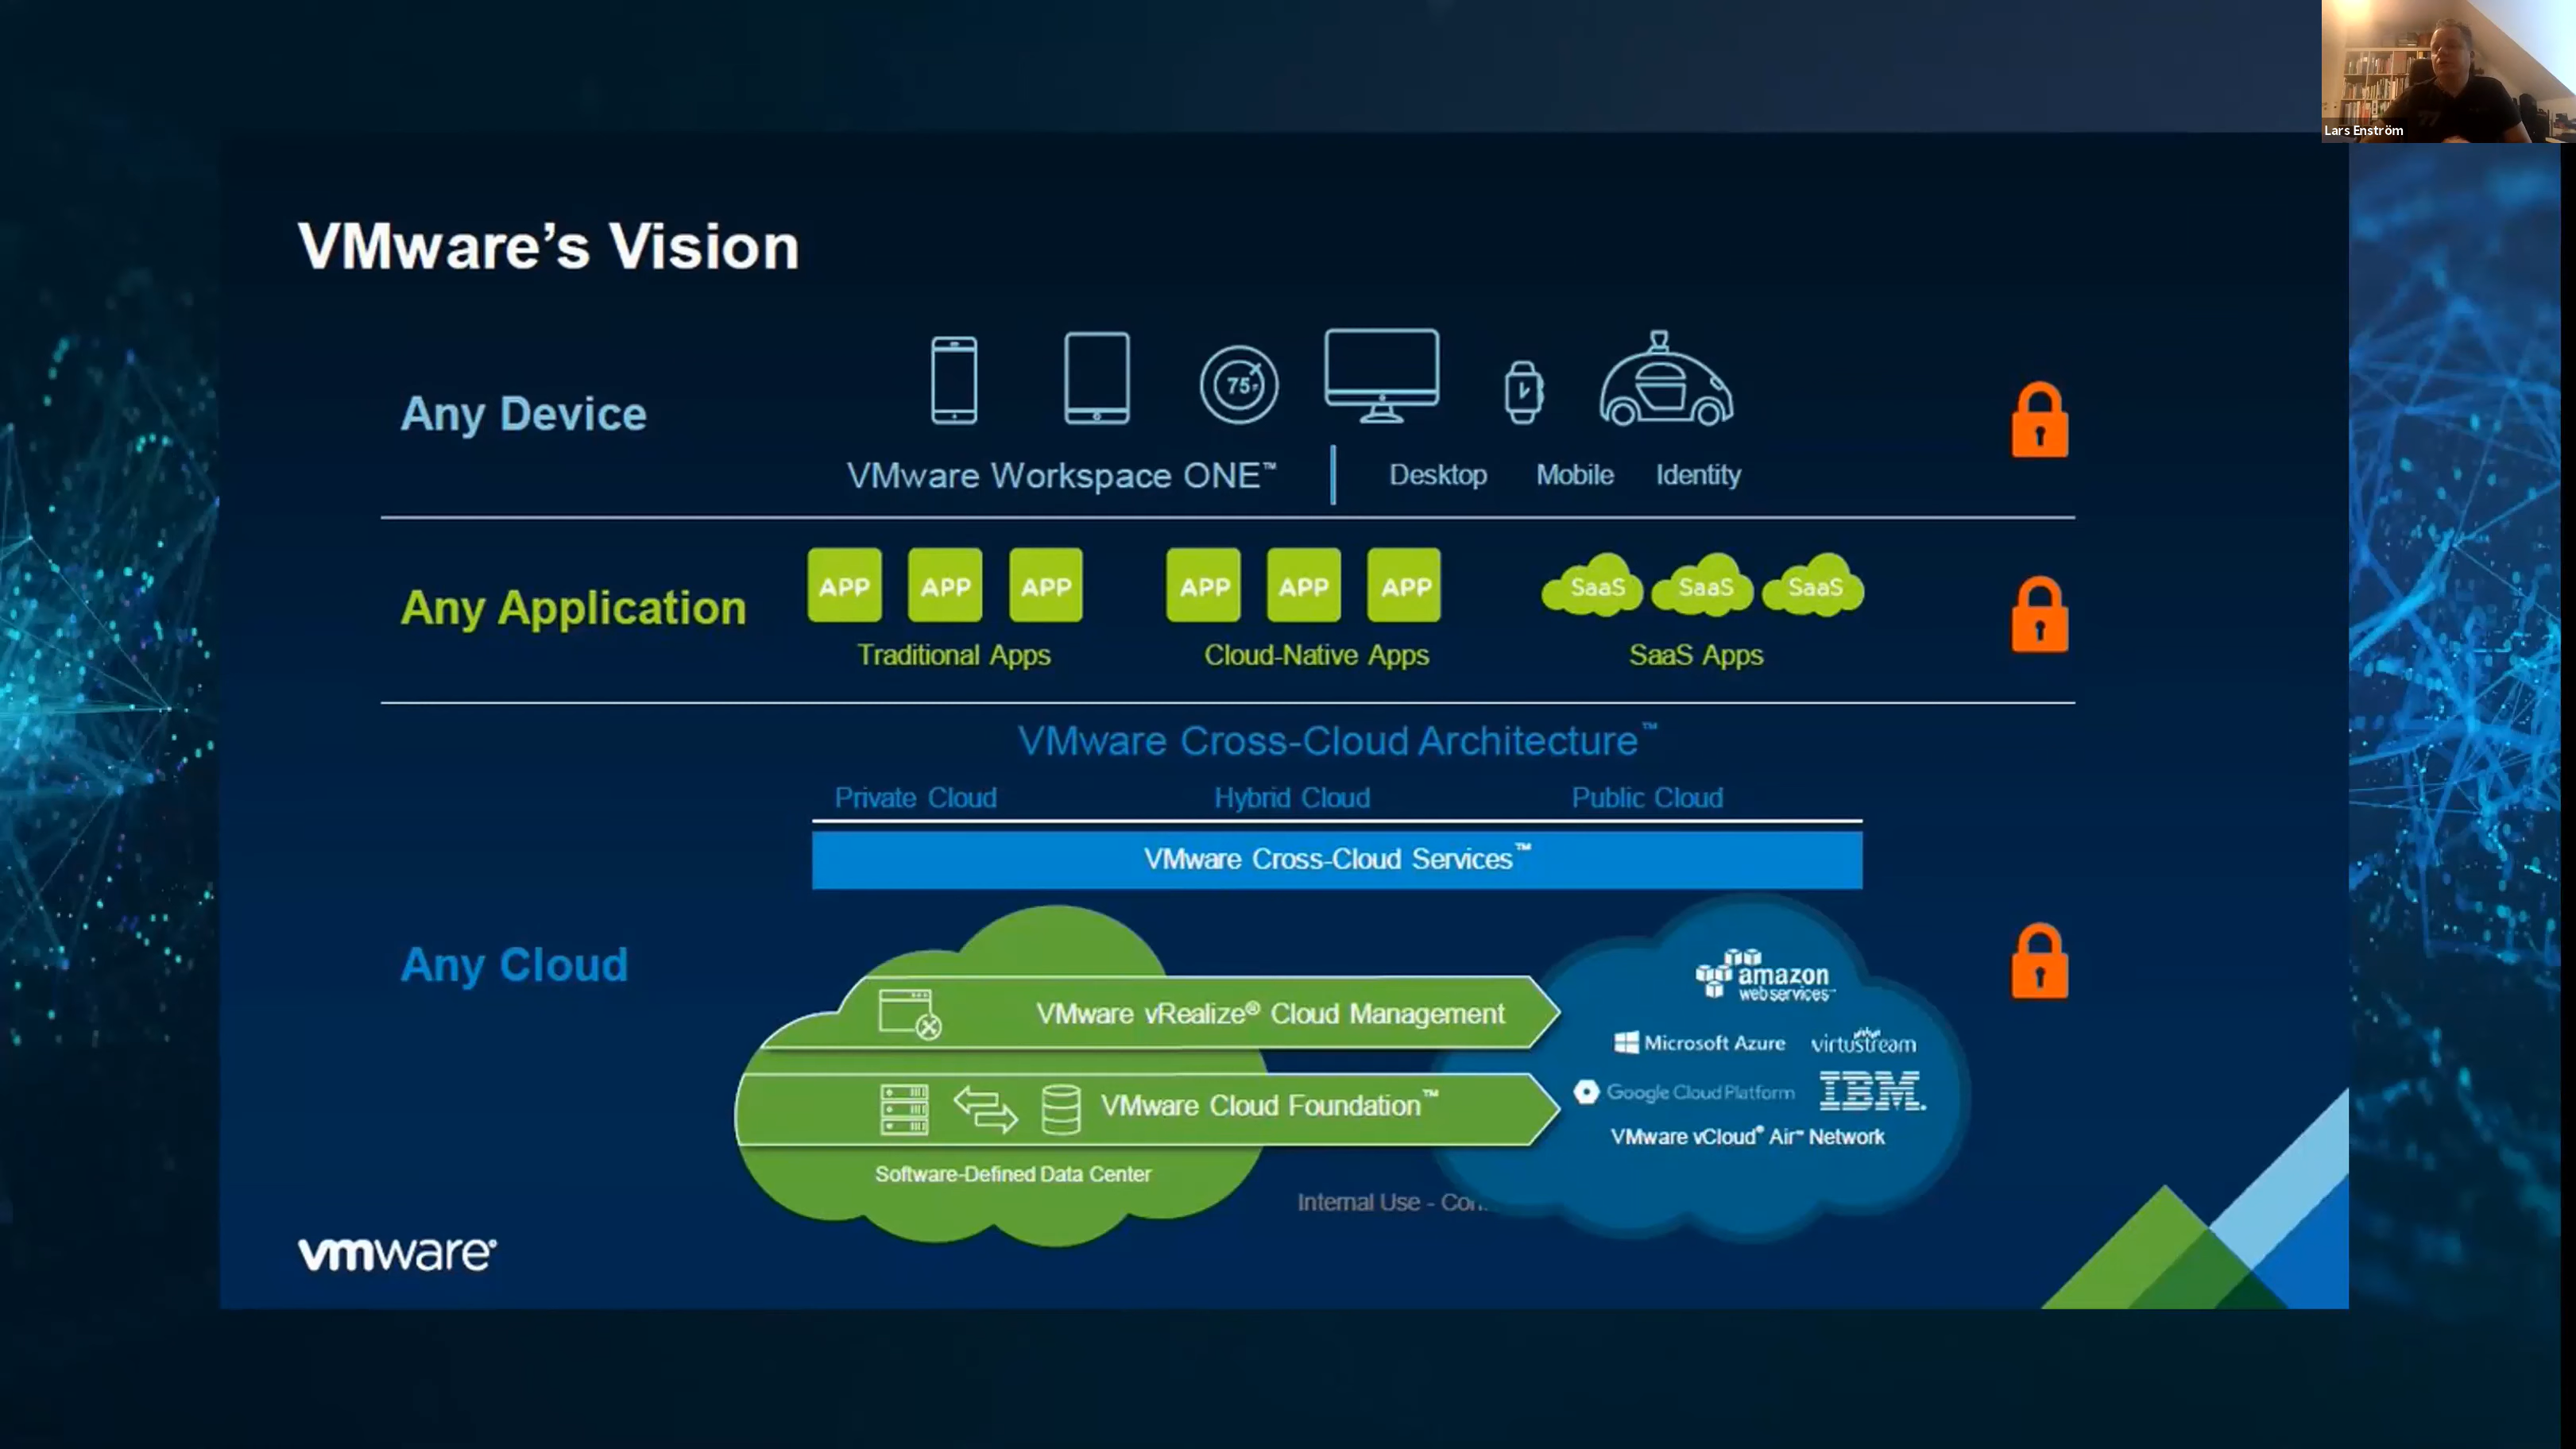 Lars Enström
VMware's Vision
Any Device
75
VMware Workspace ONE™
Desktop Mobile Identity
Any Application
APP APP APP APP APP APP SaaS SaaS SaaS
Traditional Apps Cloud-Native Apps SaaS Apps
VMware Cross-Cloud Architecture™
Private Cloud Hybrid Cloud Public Cloud
VMware Cross-Cloud Services™
Any Cloud
VMware vRealize® Cloud Management
VMware Cloud Foundation™
Software-Defined Data Center
amazon
webservices™
Microsoft Azure virtustream
Google Cloud Platform IBM®
VMware vCloud® Air™ Network
Internal Use -
vmware®